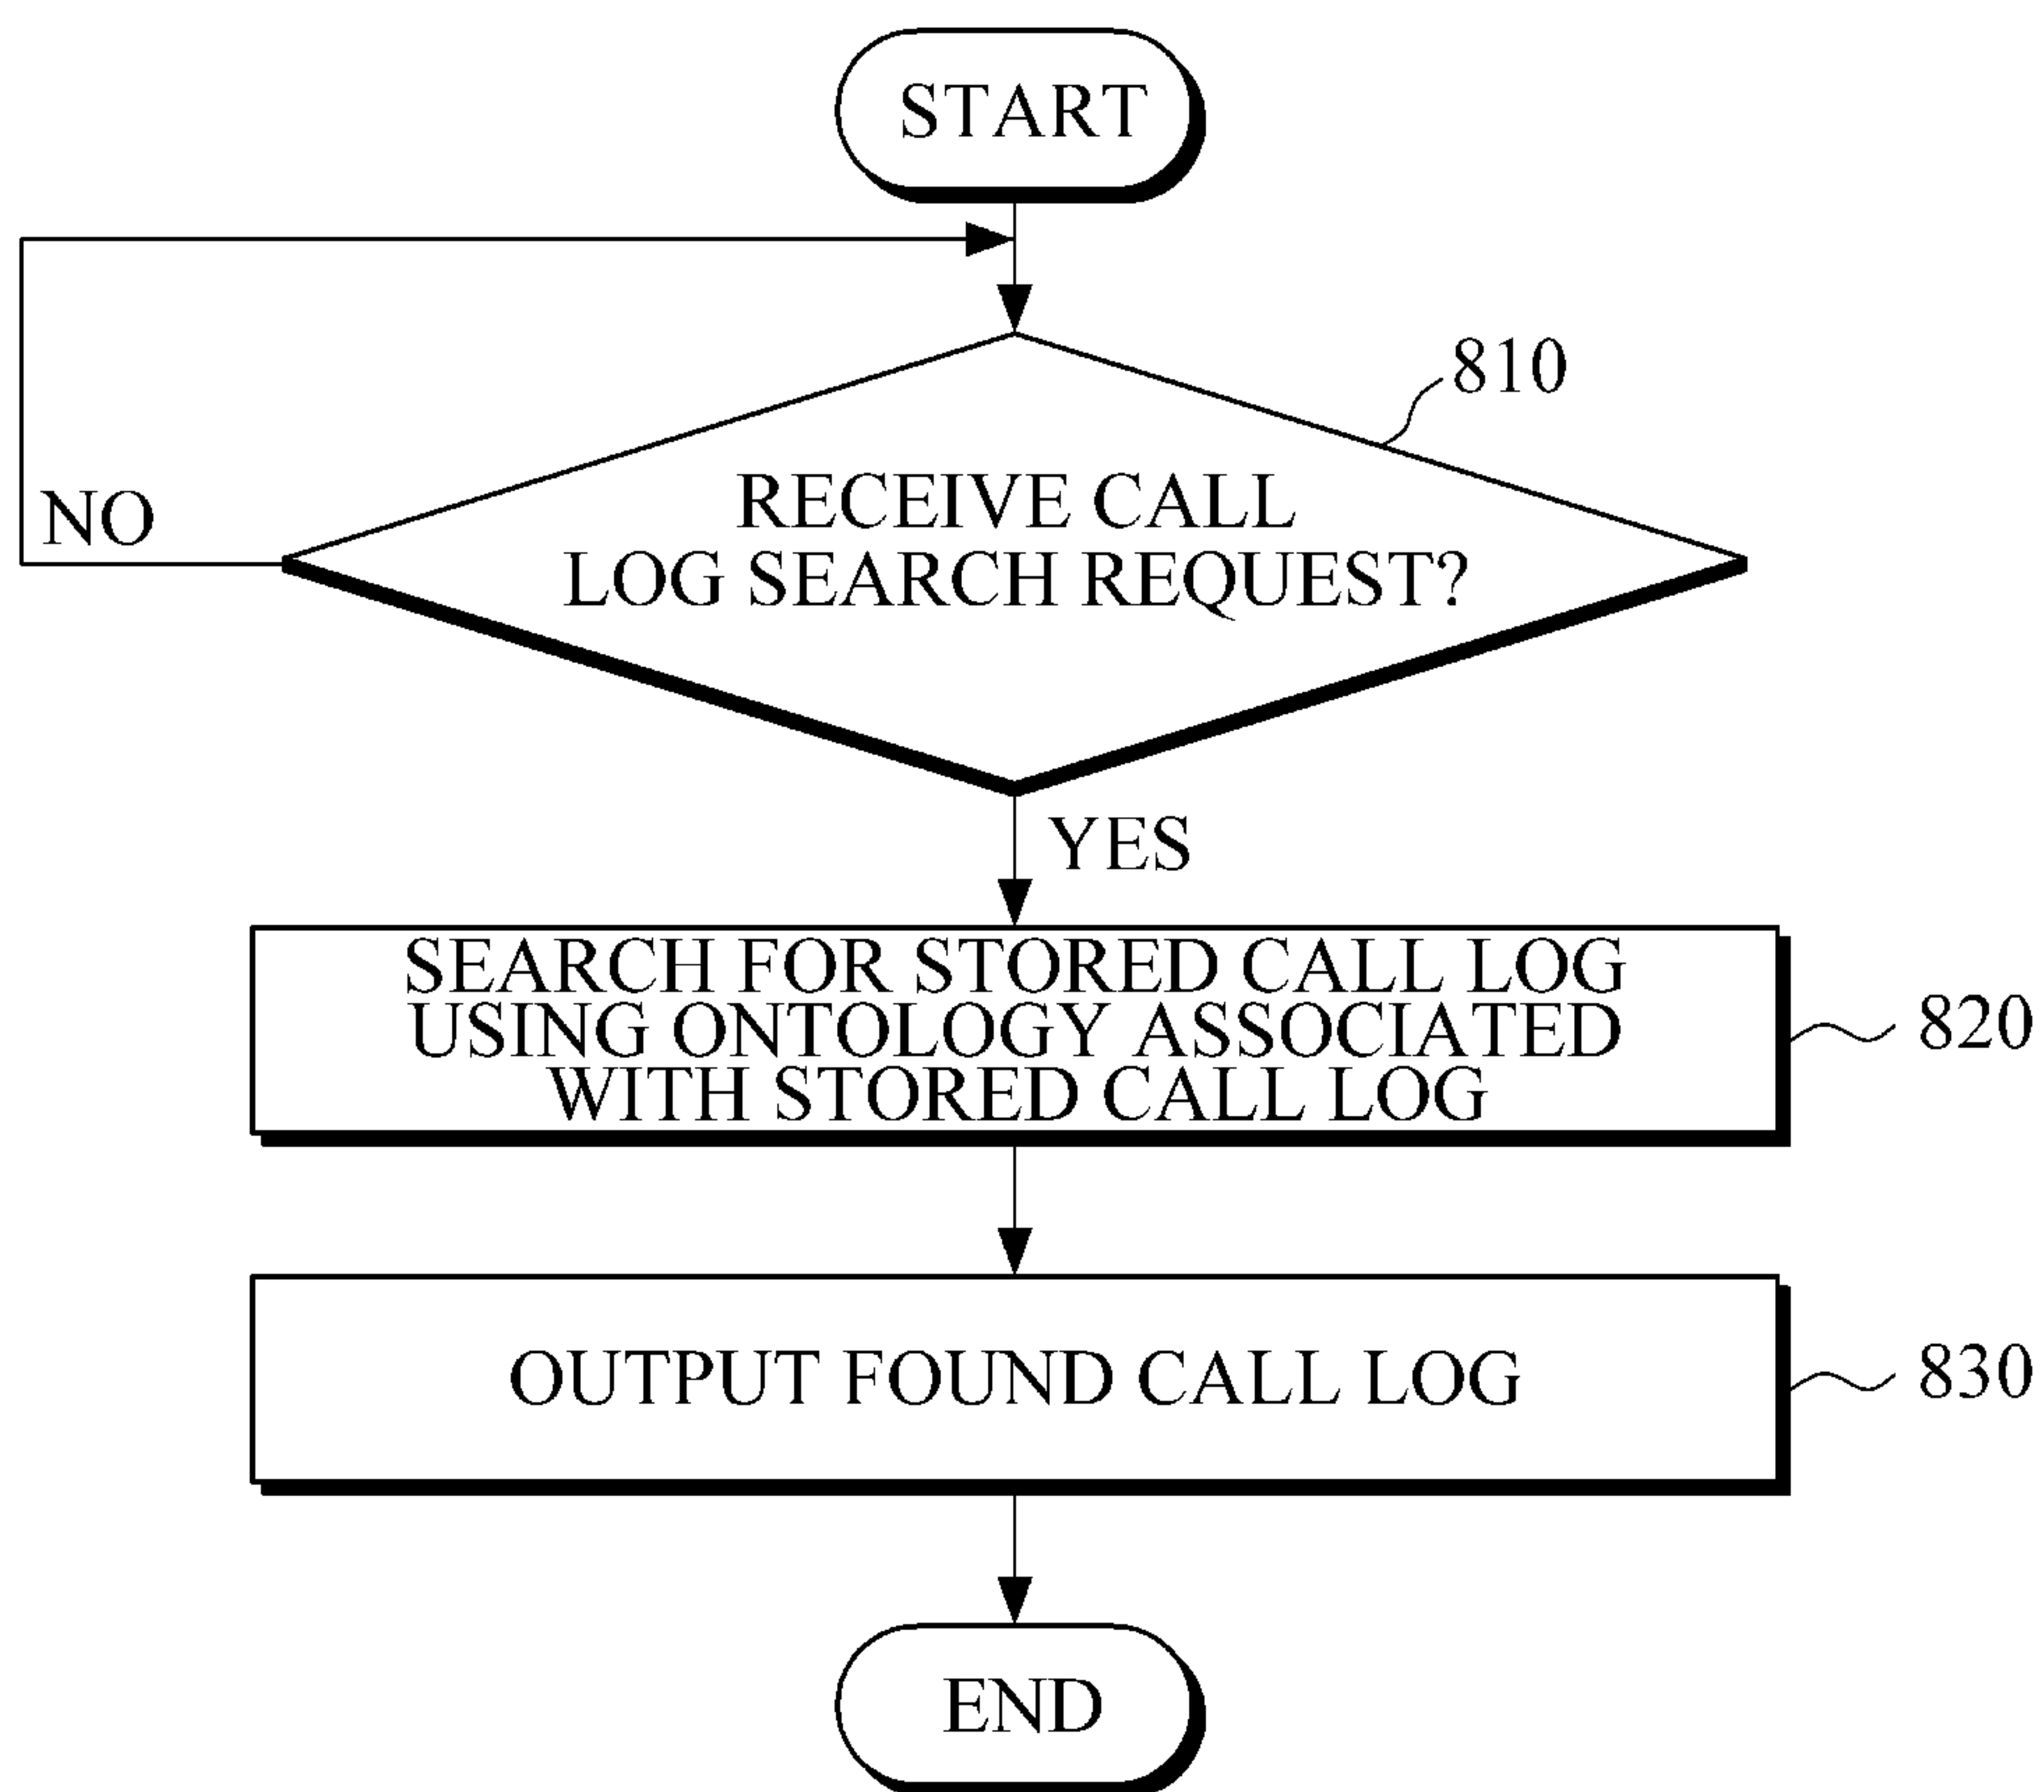 START
810
RECEIVE CALL
LOG SEARCH REQUEST?
NO
YES
SEARCH FOR STORED CALL LOG
USING ONTOLOGY ASSOCIATED
WITH STORED CALL LOG
820
OUTPUT FOUND CALL LOG
830
END